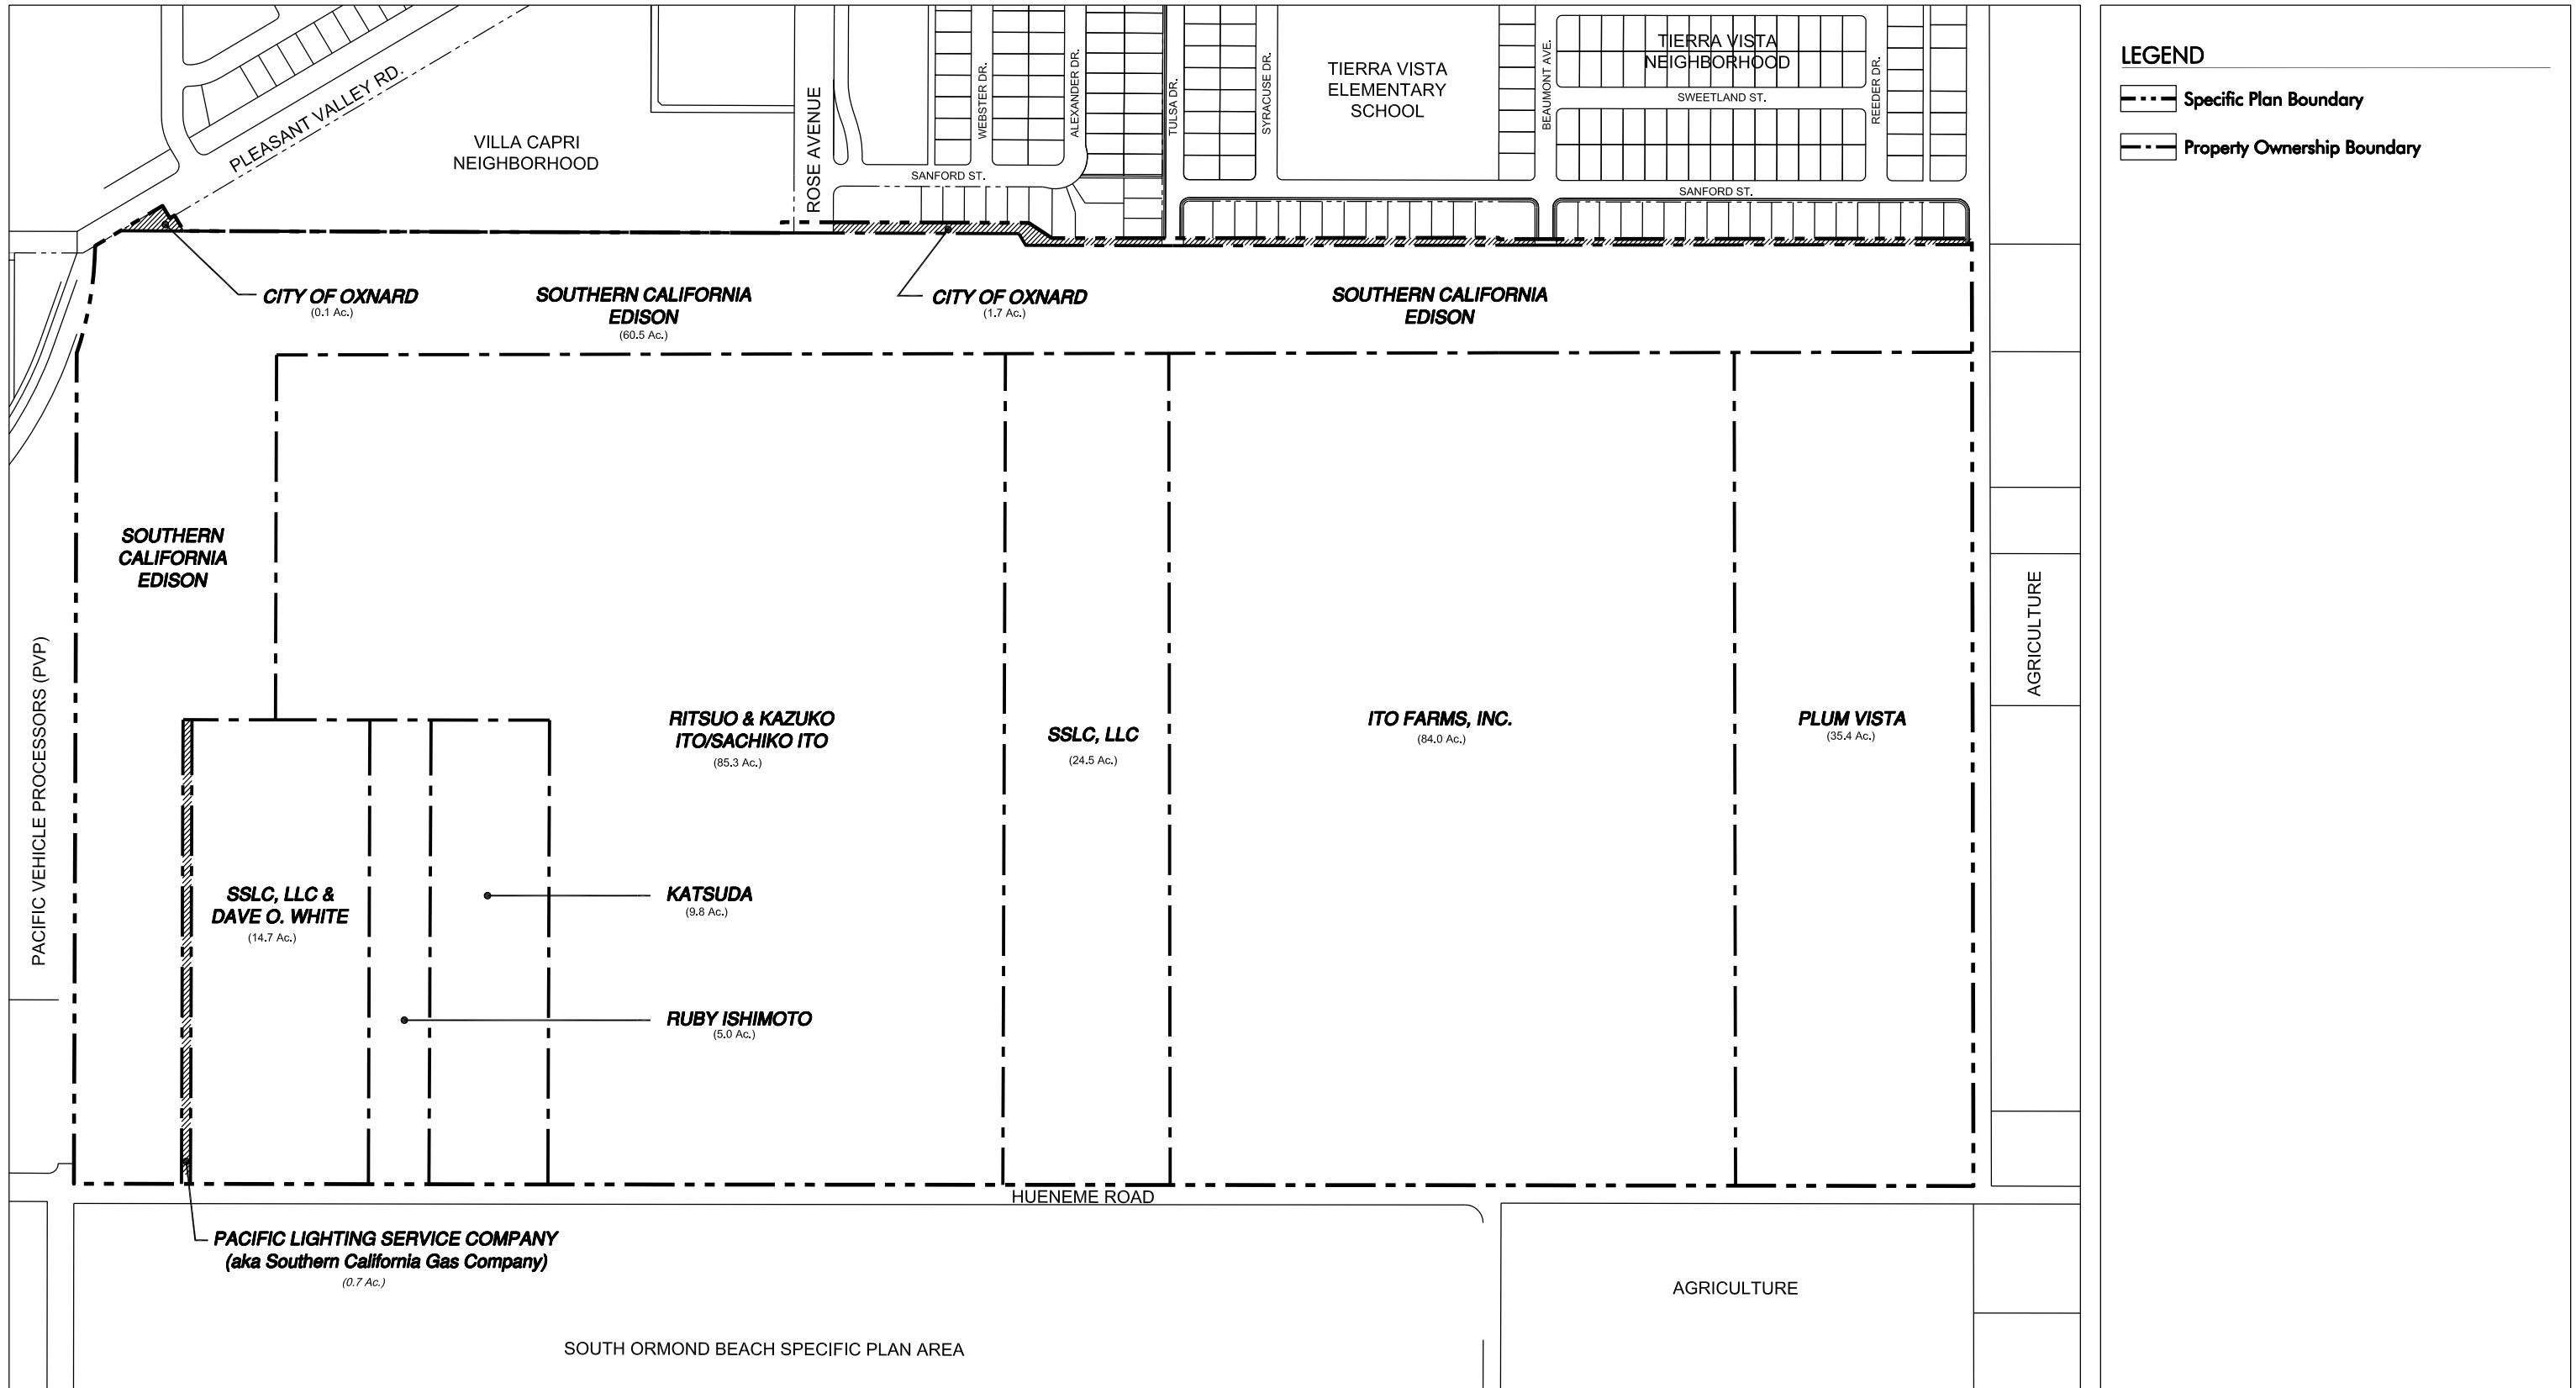 LEGEND
Specific Plan Boundary
Property Ownership Boundary
PLEASANT VALLEY RD.
VILLA CAPRI
NEIGHBORHOOD
ROSE AVENUE
WEBSTER DR.
ALEXANDER DR.
TULSA DR.
SYRACUSE DR.
SANFORD ST.
TIERRA VISTA
ELEMENTARY
SCHOOL
BEAUMONT AVE.
TIERRA VISTA
NEIGHBORHOOD
SWEETLAND ST.
REEDER DR.
SANFORD ST.
CITY OF OXNARD
(0.1 Ac.)
SOUTHERN CALIFORNIA
EDISON
(60.5 Ac.)
CITY OF OXNARD
(1.7 Ac.)
SOUTHERN CALIFORNIA
EDISON
SOUTHERN
CALIFORNIA
EDISON
PACIFIC VEHICLE PROCESSORS (PVP)
RITSUO & KAZUKO
ITO/SACHIKO ITO
(85.3 Ac.)
SSLC, LLC
(24.5 Ac.)
ITO FARMS, INC.
(84.0 Ac.)
PLUM VISTA
(35.4 Ac.)
AGRICULTURE
SSLC, LLC &
DAVE O. WHITE
(14.7 Ac.)
KATSUDA
(9.8 Ac.)
RUBY ISHIMOTO
(5.0 Ac.)
HUENEME ROAD
PACIFIC LIGHTING SERVICE COMPANY
(aka Southern California Gas Company)
(0.7 Ac.)
AGRICULTURE
SOUTH ORMOND BEACH SPECIFIC PLAN AREA